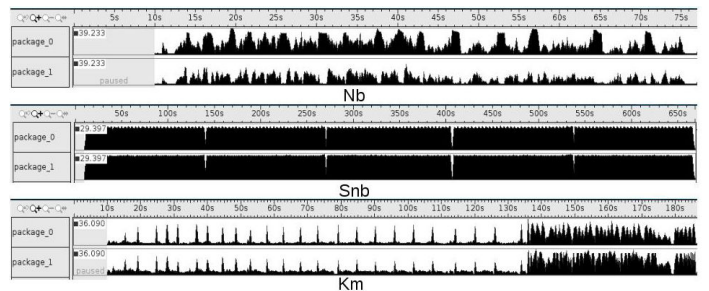 5s 10s 15s 20s 25s 30s 35s 40s 45s 50s 55s 60s 65s 70s 75s
package_0
39.233
package_1
39.233
paused
Nb
50s 100s 150s 200s 250s 300s 350s 400s 450s 500s 550s 600s 650s
package_0
29.397
package_1
29.397
Snb
10s 20s 30s 40s 50s 60s 70s 80s 90s 100s 110s 120s 130s 140s 150s 160s 170s 180s
package_0
36.090
package_1
36.090
paused
Km